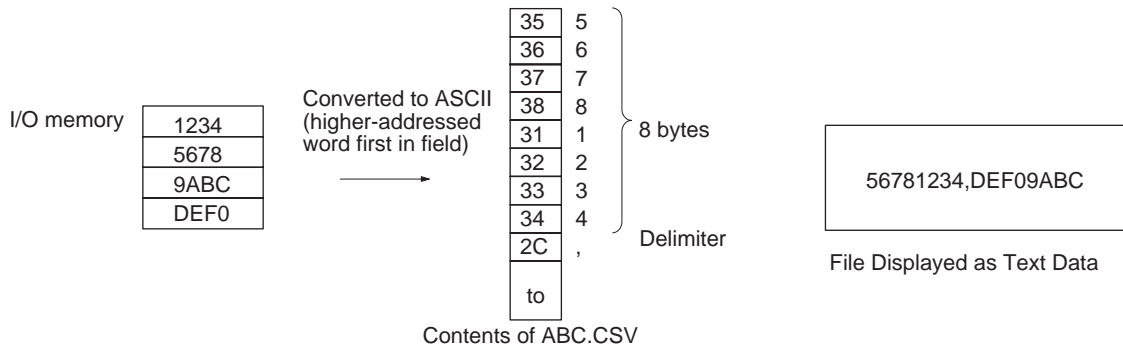 I/O memory
1234
5678
9ABC
DEF0
Converted to ASCII
(higher-addressed
word first in field)
35 5
36 6
37 7
38 8
31 1
32 2
33 3
34 4
2C ,
to
8 bytes
Delimiter
Contents of ABC.CSV
56781234,DEF09ABC
File Displayed as Text Data